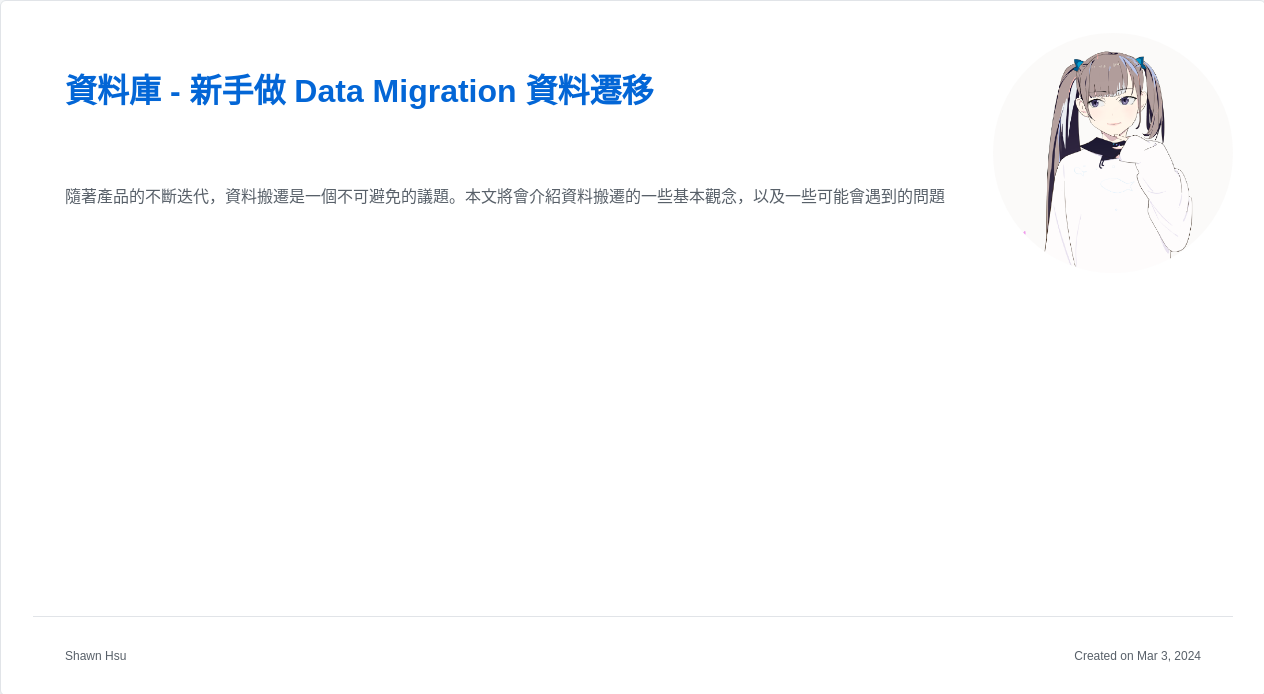 資料庫 - 新手做 Data Migration 資料遷移
隨著產品的不斷迭代，資料搬遷是一個不可避免的議題。本文將會介紹資料搬遷的一些基本觀念，以及一些可能會遇到的問題
Shawn Hsu
Created on Mar 3, 2024